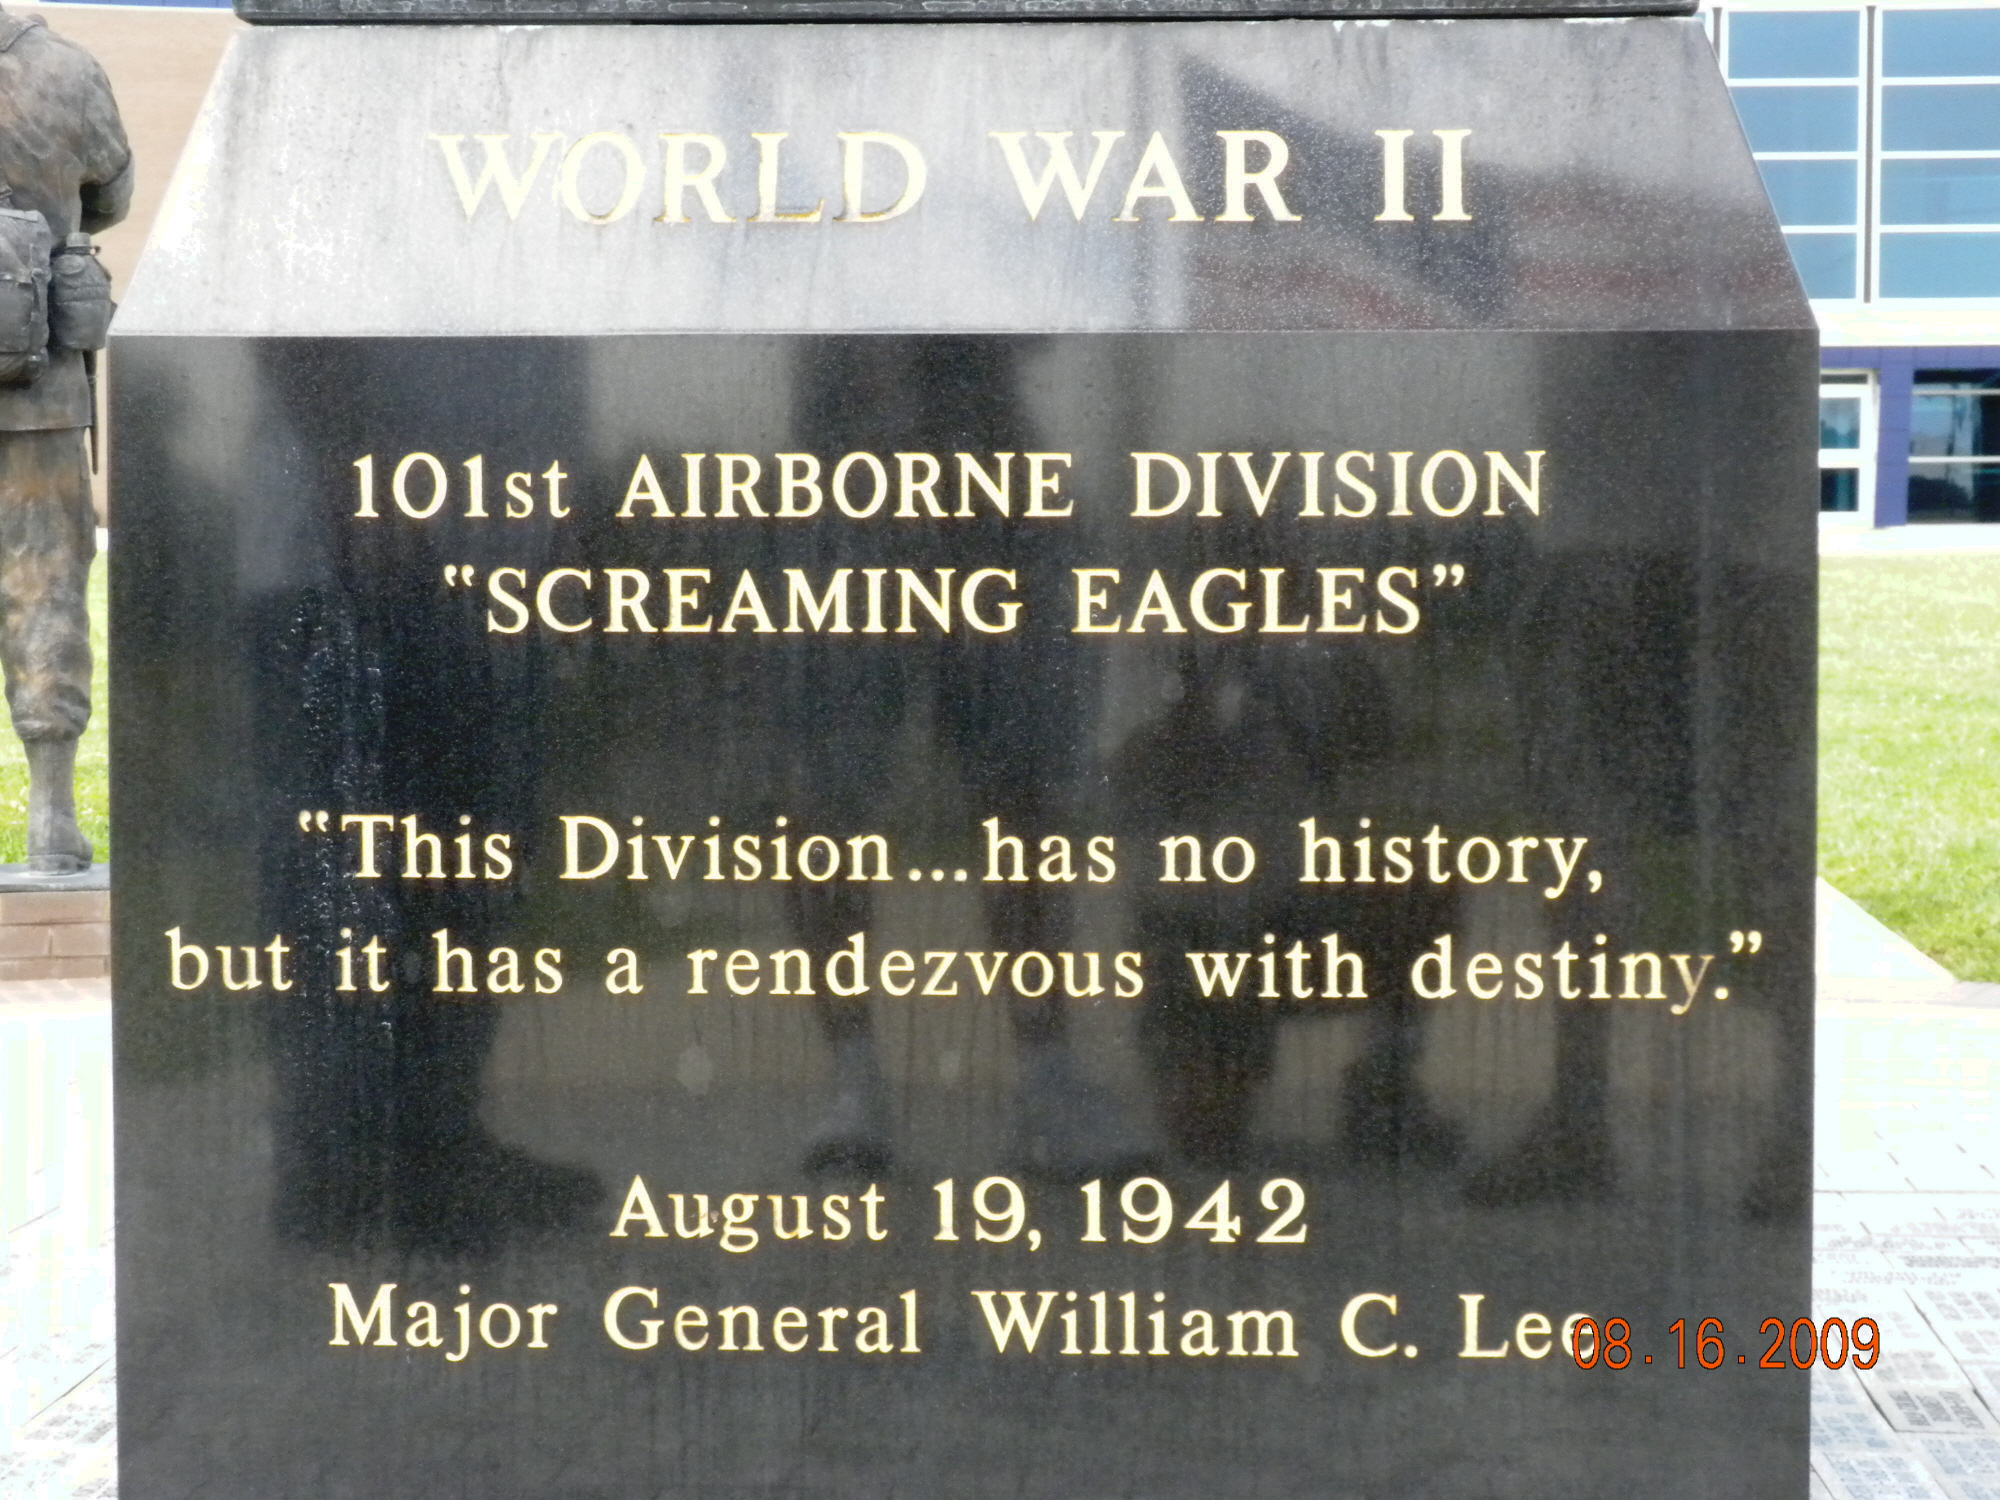 WORLD WAR II
101st AIRBORNE DIVISION
“SCREAMING EAGLES”
“This Division...has no history,
but it has a rendezvous with destiny.”
August 19, 1942
Major General William C. Lee
08.16.2009